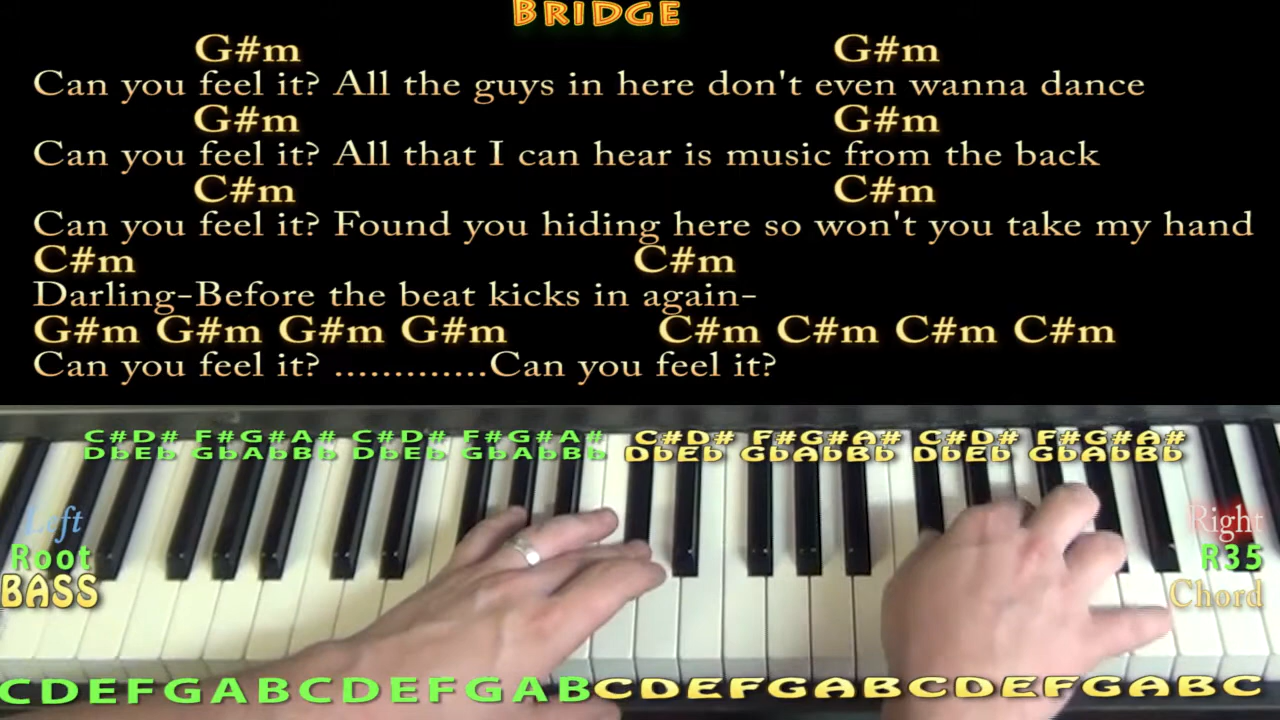 BRIDGE
G#m G#m
Can you feel it? All the guys in here don't even wanna dance
G#m G#m
Can you feel it? All that I can hear is music from the back
C#m C#m
Can you feel it? Found you hiding here so won't you take my hand
C#m C#m
Darling-Before the beat kicks in again-
G#m G#m G#m G#m C#m C#m C#m C#m
Can you feel it? .............Can you feel it?
C#D# F#G#A# C#D# F#G#A# C#D# F#G#A# C#D# F#G#A#
DbEb GbAbBb DbEb GbAbBb DbEb GbAbBb DbEb GbAbBb
Left
Root
BASS
Right
R35
Chord
CDEFGABCDEFGABCDEFGABCDEFGABC